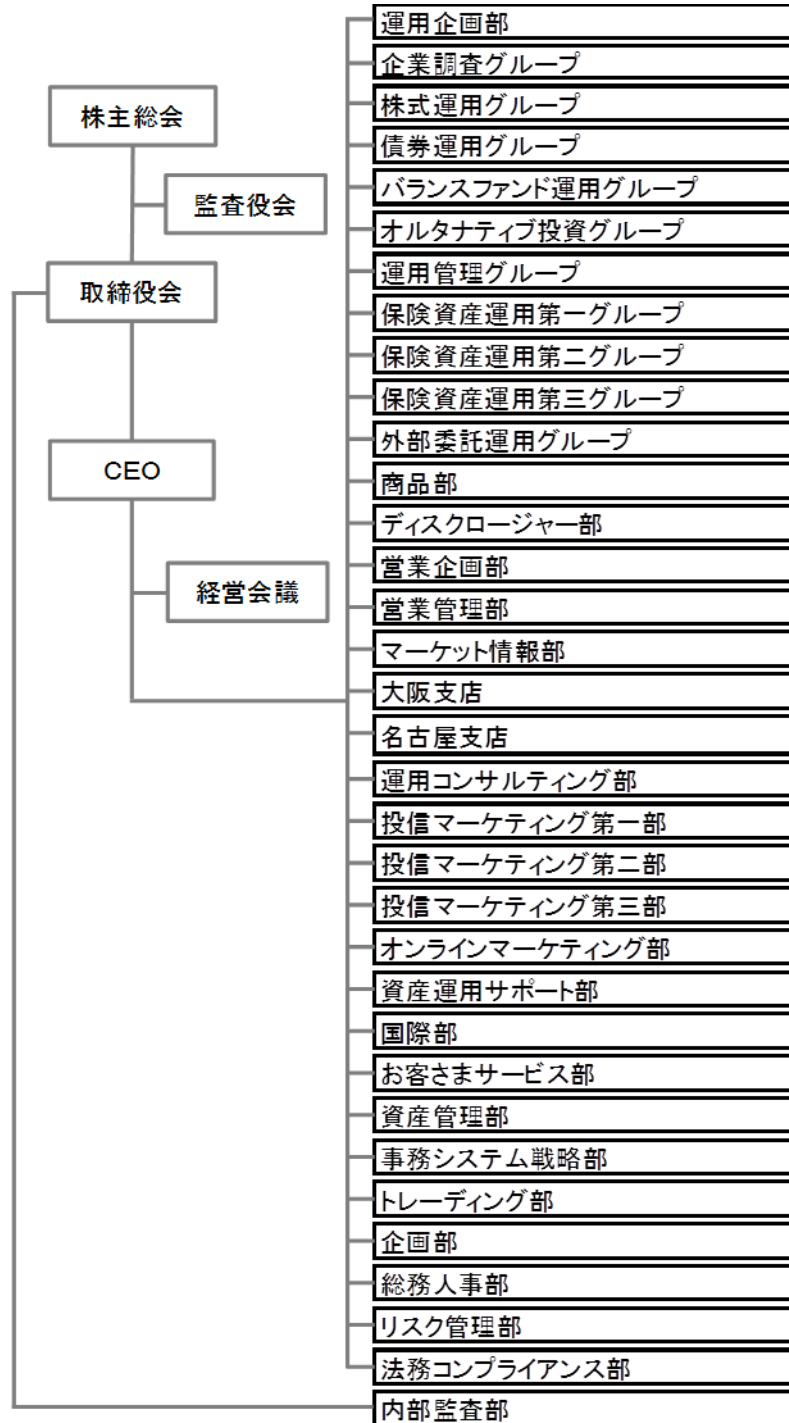 株主総会
監査役会
取締役会
CEO
経営会議
運用企画部
企業調査グループ
株式運用グループ
債券運用グループ
バランスファンド運用グループ
オルタナティブ投資グループ
運用管理グループ
保険資産運用第一グループ
保険資産運用第二グループ
保険資産運用第三グループ
外部委託運用グループ
商品部
ディスクロージャー部
営業企画部
営業管理部
マーケット情報部
大阪支店
名古屋支店
運用コンサルティング部
投信マーケティング第一部
投信マーケティング第二部
投信マーケティング第三部
オンラインマーケティング部
資産運用サポート部
国際部
お客さまサービス部
資産管理部
事務システム戦略部
トレーディング部
企画部
総務人事部
リスク管理部
法務コンプライアンス部
内部監査部